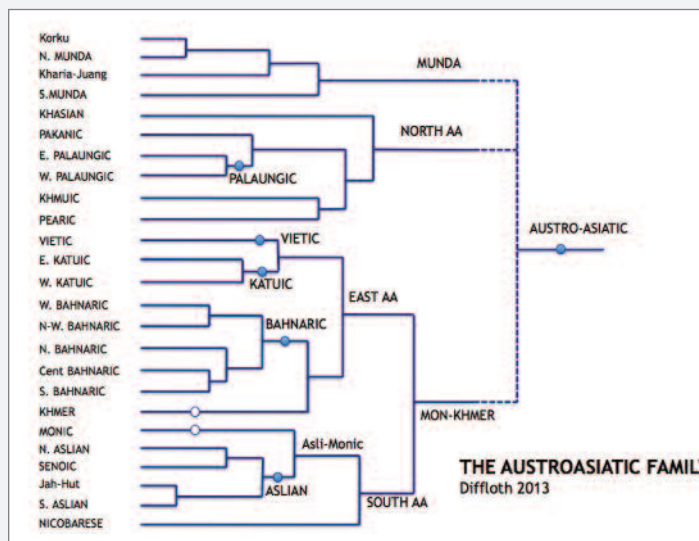 Korku
N. MUNDA
Kharia-Juang
S.MUNDA
MUNDA
KHASIAN
PAKANIC
E. PALAUNGIC
W. PALAUNGIC
PALAUNGIC
KHMUIC
PEARIC
NORTH AA
VIETIC
VIETIC
E. KATUIC
W. KATUIC
KATUIC
W. BAHNARIC
N-W. BAHNARIC
BAHNARIC
N. BAHNARIC
Cent BAHNARIC
S. BAHNARIC
KHMER
EAST AA
MONIC
Asli-Monic
N. ASLIAN
SENOIC
Jah-Hut
S. ASLIAN
ASLIAN
NICOBARESE
SOUTH AA
MON-KHMER
AUSTRO-ASIATIC
THE AUSTROASIATIC FAMIL
Diffloth 2013